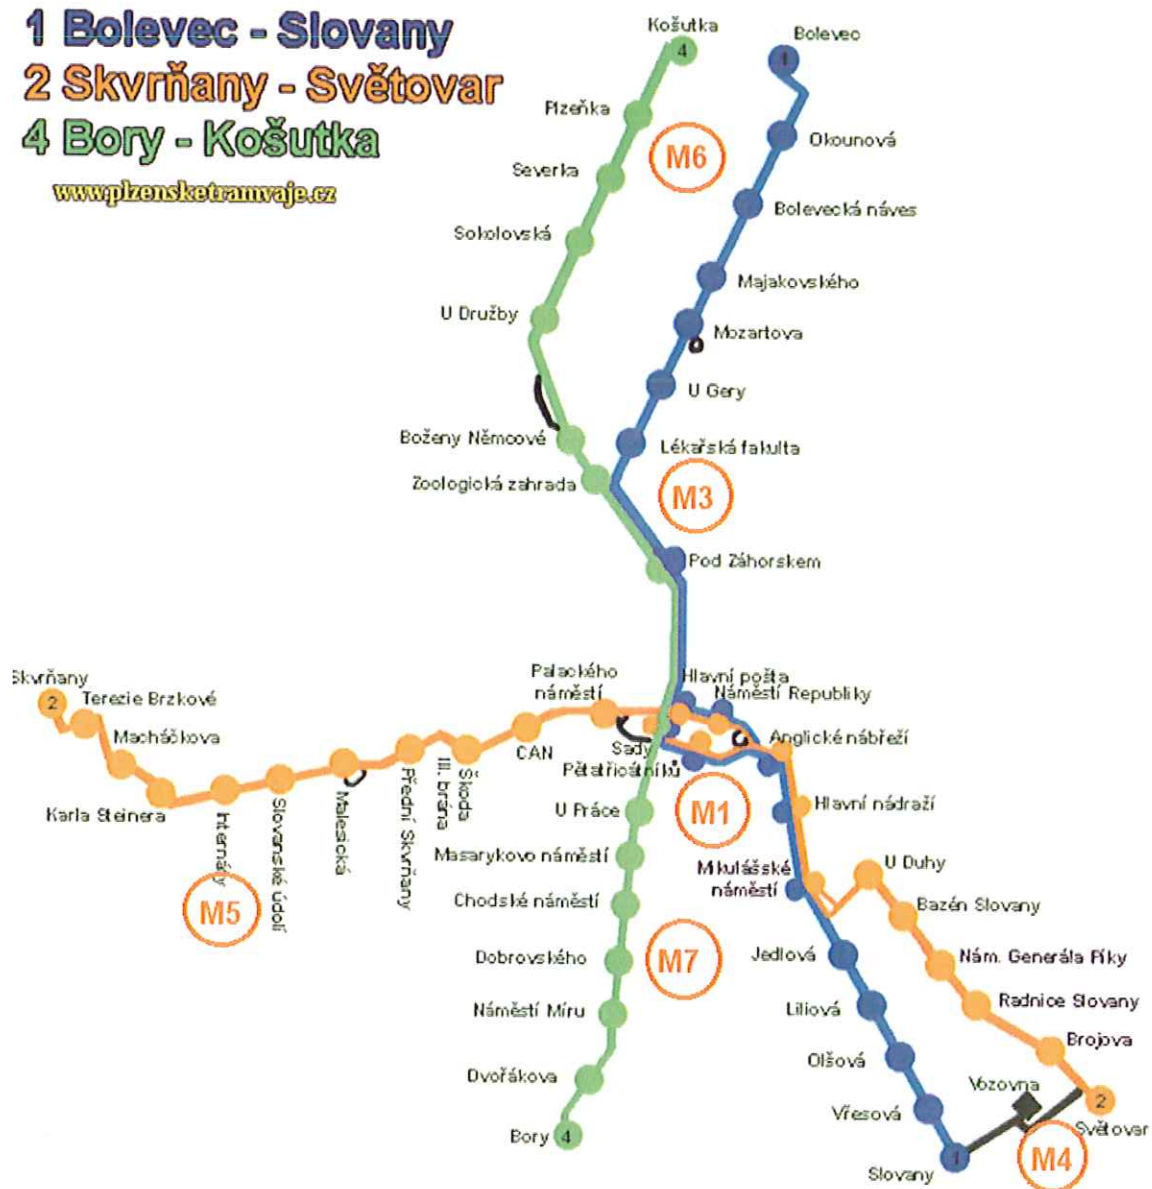 1 Bolevec - Slovany
2 Skvrňany - Světovar
4 Bory - Košutka
www.plzensketramvaje.cz
Košutka
4
Bolevec
1
Plzeňka
Okounová
M6
Severka
Bolevecká náves
Sokolovská
Majakovského
U Družby
Mozartova
U Gery
Boženy Němcové
Lékařská fakulta
Zoologická zahrada
M3
Pod Záhorskem
Skvrňany
2
Terezie Brzkové
Macháčkova
Karla Steinera
Internáty
Slovanské údolí
Malesická
Přední Skvrňany
III. brána
Škoda
CAN
Palackého
náměstí
Hlavní pošta
Náměstí Republiky
Sady
Pětatřicátníků
Anglické nábřeží
M1
U Práce
Hlavní nádraží
Masarykovo náměstí
Mikulášské
náměstí
U Duhy
M5
Chodské náměstí
Bazén Slovany
Dobrovského
M7
Jedlová
Nám. Generála Píky
Náměstí Míru
Liliová
Radnice Slovany
Olšová
Brojova
Dvořákova
Vozovna
Vřesová
2
Světovar
Bory
4
Slovany
1
M4